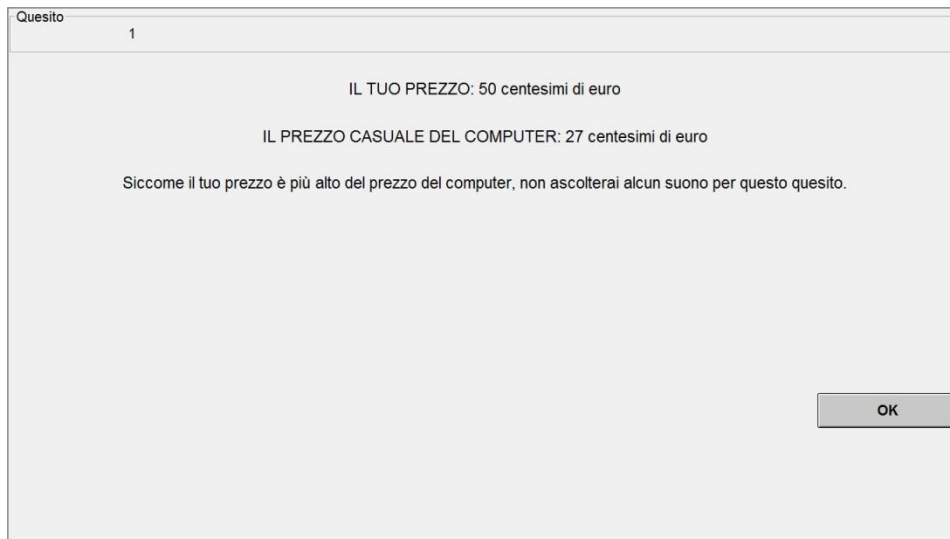 Quesito
1
IL TUO PREZZO: 50 centesimi di euro
IL PREZZO CASUALE DEL COMPUTER: 27 centesimi di euro
Siccome il tuo prezzo è più alto del prezzo del computer, non ascolterai alcun suono per questo quesito.
OK